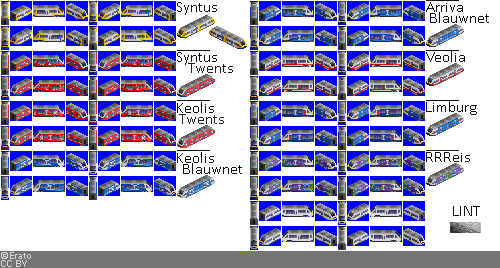 Syntus
Syntus
Twents
Keolis
Twents
Keolis
Blauwnet
Arriva
Blauwnet
Veolia
Limburg
RRReis
LINT
©Erato
CC BY